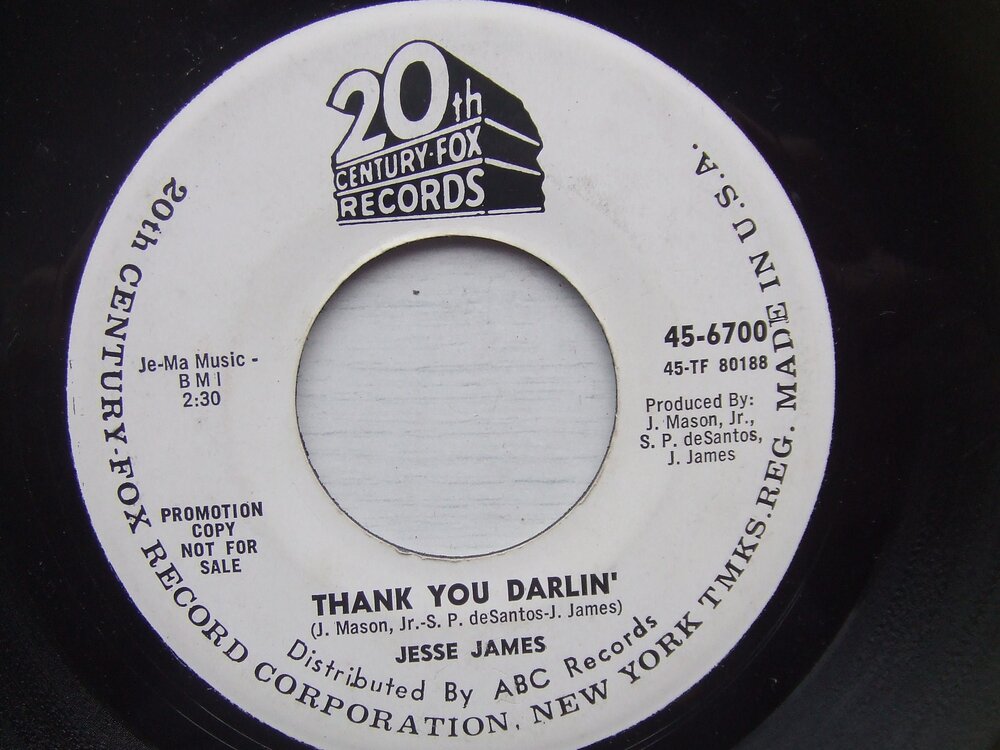 20th
CENTURY-FOX
RECORDS
Je-Ma Music -
BMI
2:30
45-6700
45-TF 80188
Produced By:
J. Mason, Jr.,
S. P. deSantos,
J. James
PROMOTION
COPY
NOT FOR
SALE
THANK YOU DARLIN'
(J. Mason, Jr.-S. P. deSantos-J. James)
JESSE JAMES
Distributed By ABC Records
20th CENTURY-FOX RECORD CORPORATION, NEW YORK TMKS.REG. MADE IN U.S.A.